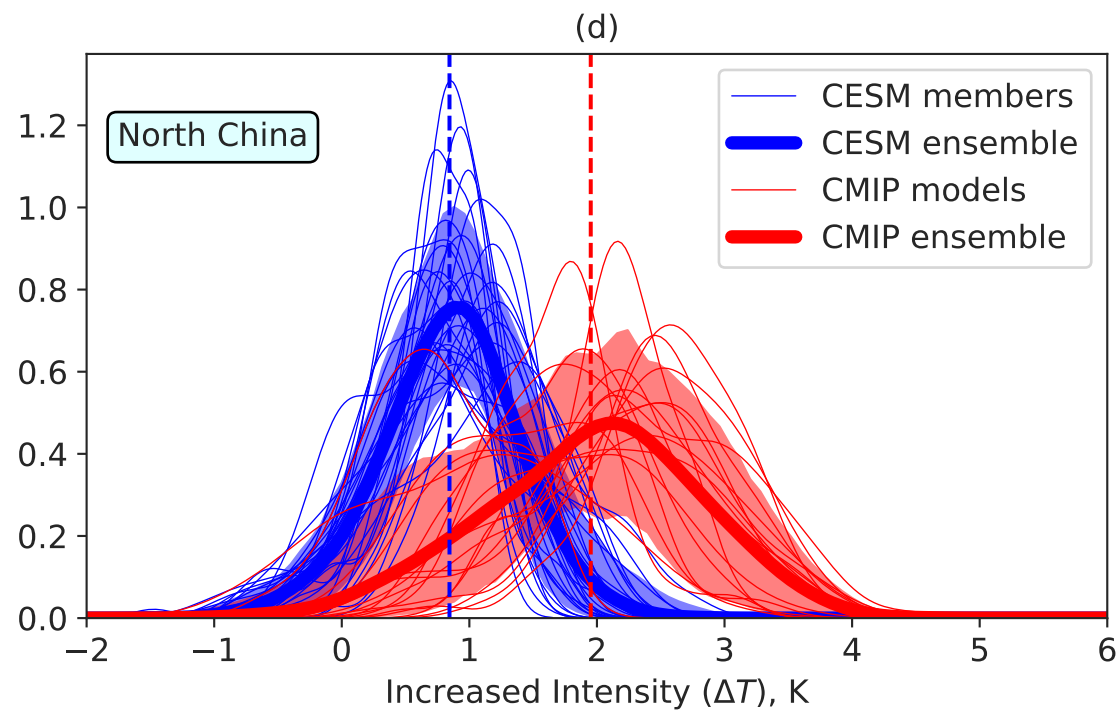 (d)
North China
CESM members
CESM ensemble
CMIP models
CMIP ensemble
1.2
1.0
0.8
0.6
0.4
0.2
0.0
−2 −1 0 1 2 3 4 5 6
Increased Intensity (ΔT), K